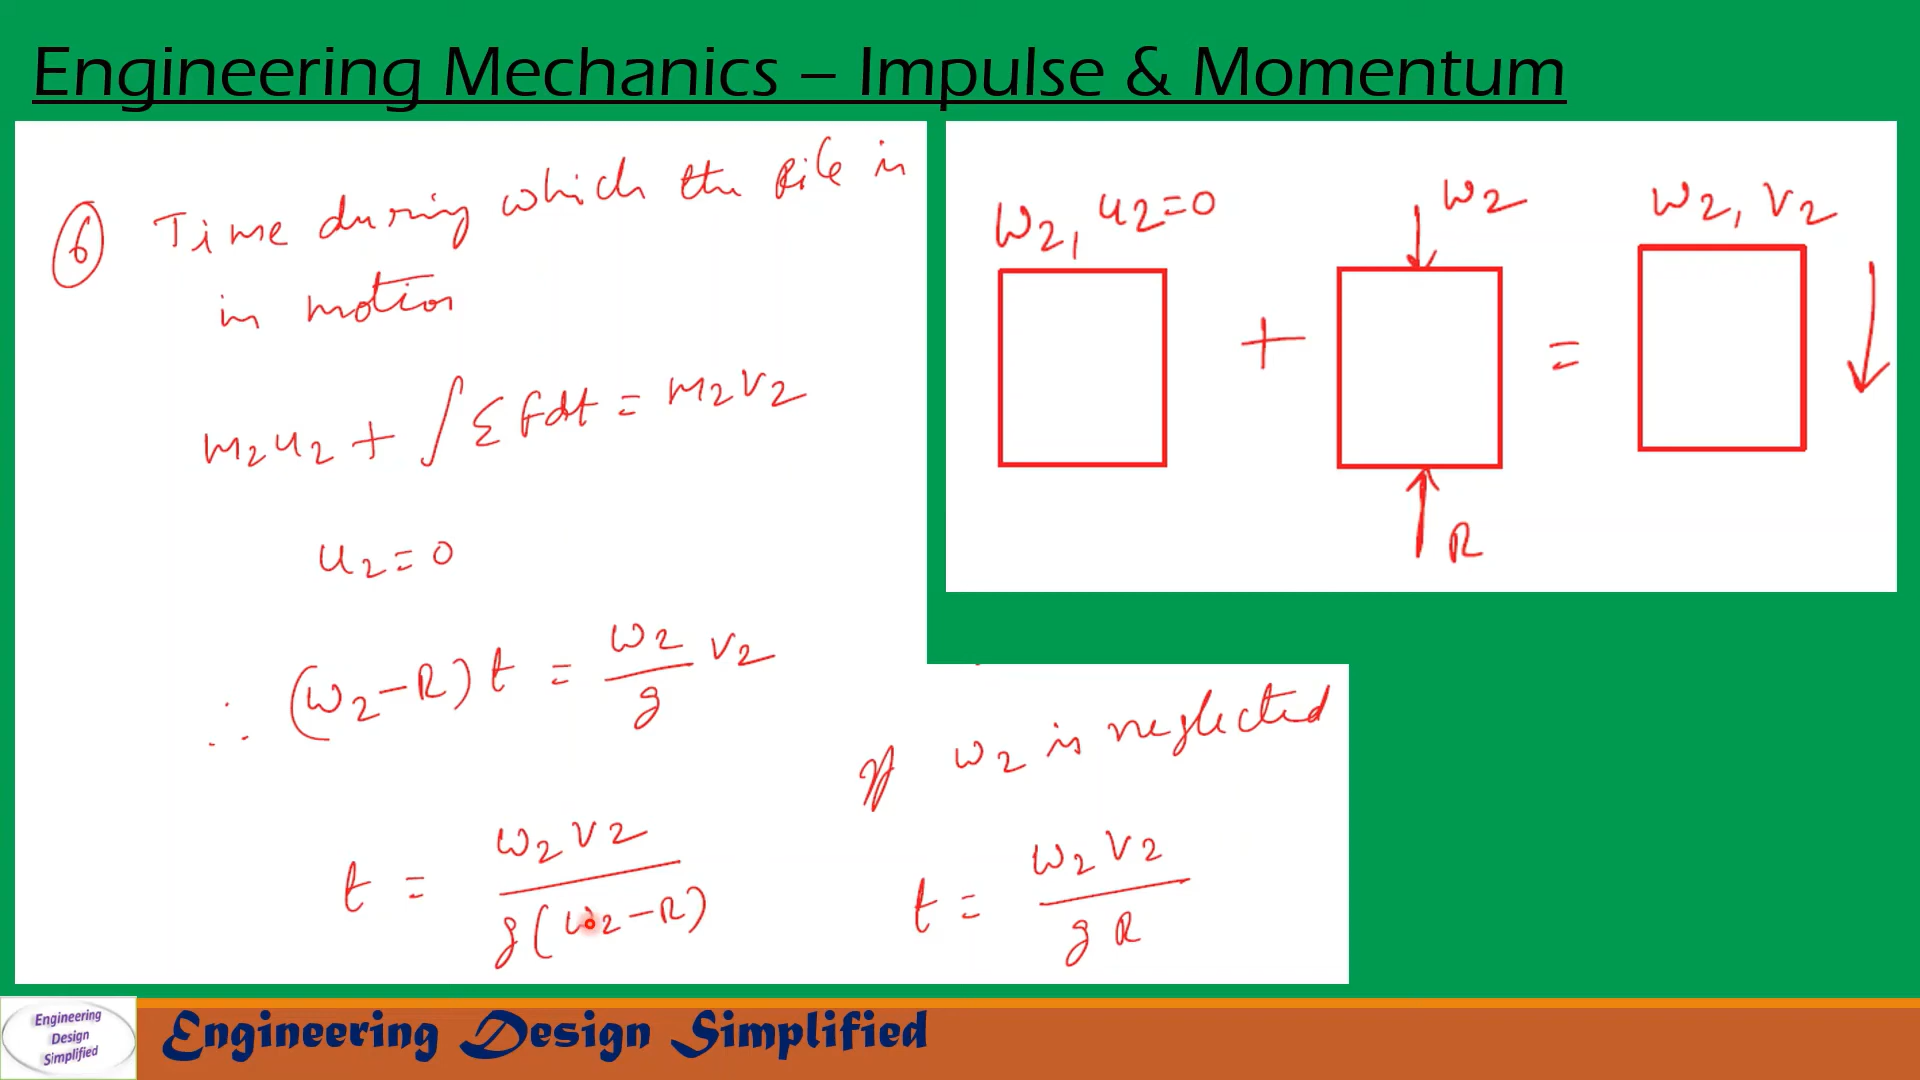 Engineering Mechanics – Impulse & Momentum
⑥ Time during which the pile is
in motion
m₂u₂ + ∫ΣFdt = m₂v₂
u₂ = 0
∴ (w₂-R) t = w₂/g v₂
t = w₂v₂/g(w₂-R)
If w₂ is neglected
t = w₂v₂/gR
w₂, u₂=0
+
w₂
R
=
w₂, v₂
Engineering
Design
Simplified
Engineering Design Simplified